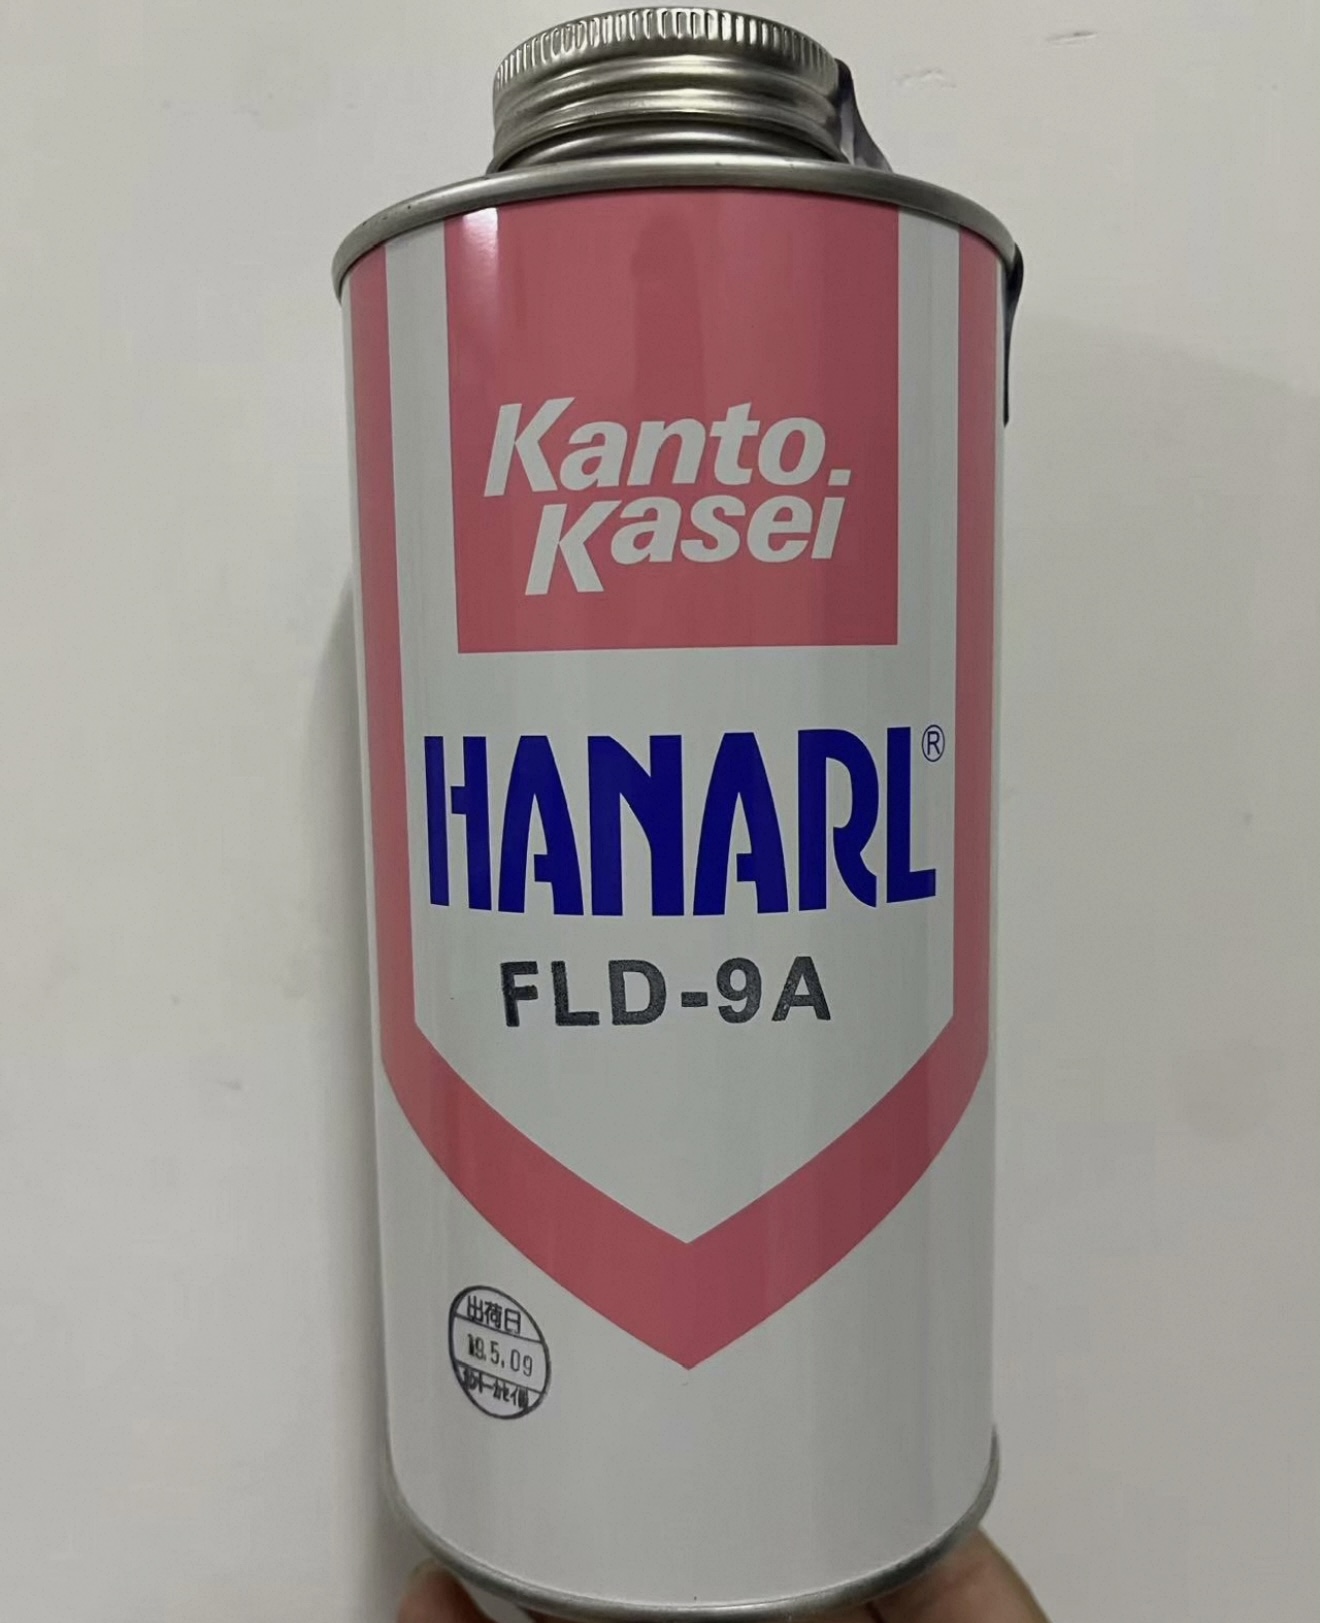 Kanto
Kasei
HANARL®
FLD-9A
出荷日
19.5.09